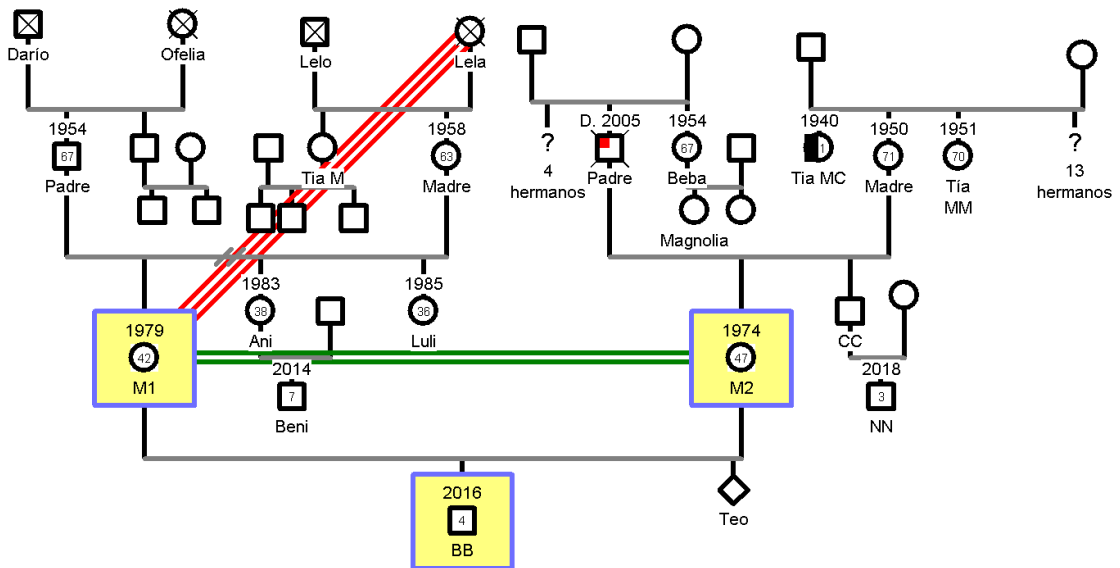 Darío
Ofelia
Lelo
Lela
1954
67
Padre
Tia M
1958
63
Madre
?
4
hermanos
D. 2005
Padre
1954
67
Beba
Magnolia
1940
Tia MC
1950
71
Madre
1951
70
Tía
MM
?
13
hermanos
1979
42
M1
1983
38
Ani
1985
36
Luli
2014
7
Beni
1974
47
M2
CC
2018
3
NN
2016
4
BB
Teo